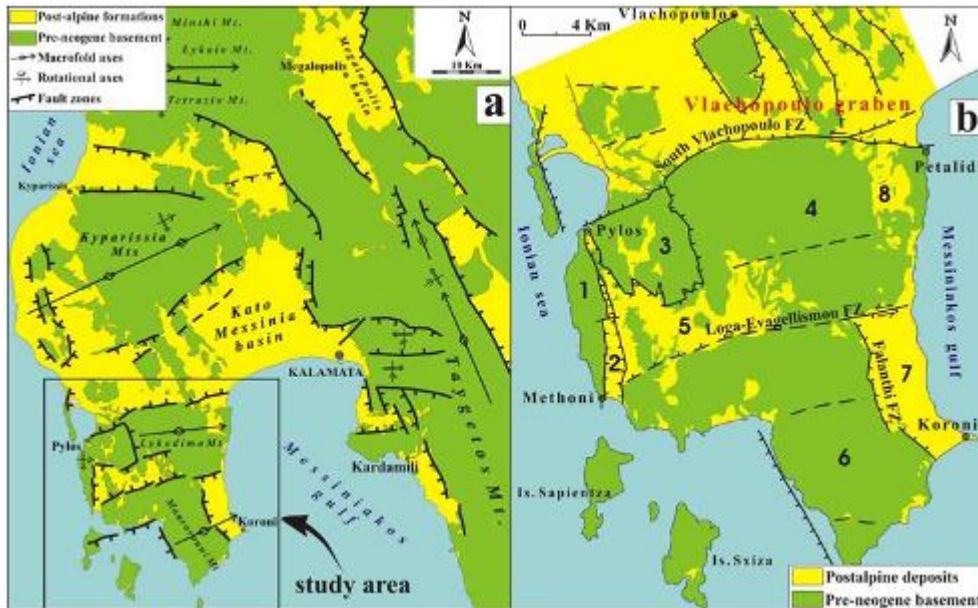 Post-alpine formations
Pre-neogene basement
Macrofold axes
Rotational axes
Fault zones
Minthi Mt.
Lykeio Mt.
Tetrazio Mt.
Megalopolis
Megalopolis basin
N
10 Km
a
Ionian sea
Kyparissia
Kyparissia
Mts
Kato
Messinia
basin
KALAMATA
Taygetos Mt.
Pylos
Lykodimo Mt
Kardamili
Messiniakos
gulf
Koroni
study area
0 4 Km
Vlachopoulo
N
b
Vlachopoulo graben
South Vlachopoulo FZ
Petalidi
8
4
Pylos
3
Ionian sea
Messiniakos gulf
1
5
Loga-Evagellismou FZ
2
Falanthi FZ
7
Methoni
Koroni
6
Is. Sapientza
Is. Sxiza
Postalpine deposits
Pre-neogene basement